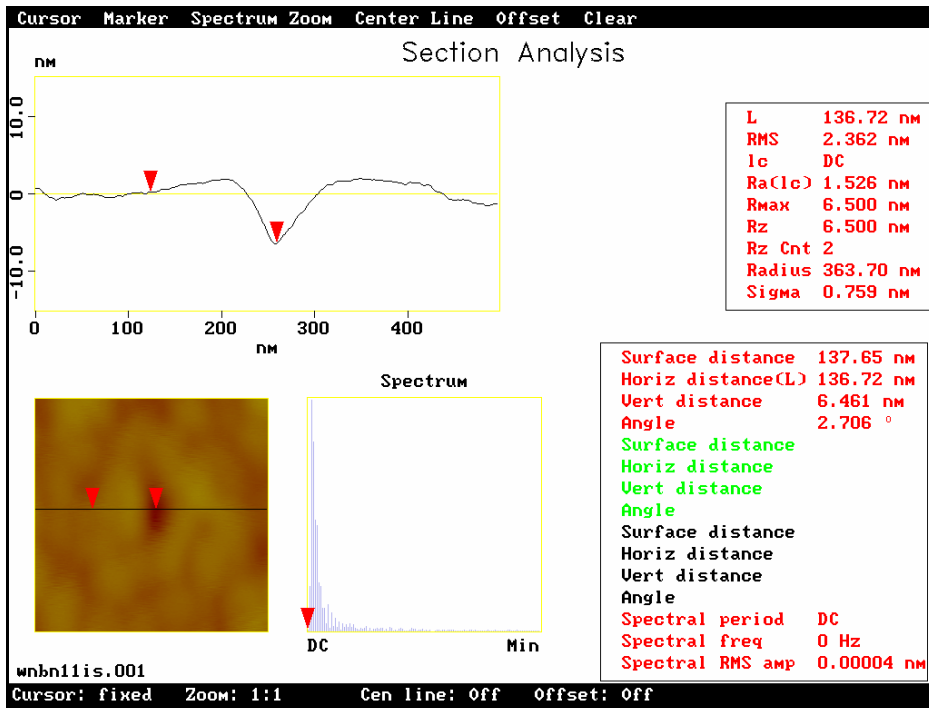 Cursor Marker Spectrum Zoom Center Line Offset Clear
Section Analysis
nm
10.0
0
-10.0
0 100 200 300 400
nm
L 136.72 nm
RMS 2.362 nm
lc DC
Ra(lc) 1.526 nm
Rmax 6.500 nm
Rz 6.500 nm
Rz Cnt 2
Radius 363.70 nm
Sigma 0.759 nm
Surface distance 137.65 nm
Horiz distance(L) 136.72 nm
Vert distance 6.461 nm
Angle 2.706 °
Surface distance
Horiz distance
Vert distance
Angle
Surface distance
Horiz distance
Vert distance
Angle
Spectral period DC
Spectral freq 0 Hz
Spectral RMS amp 0.00004 nm
Spectrum
DC Min
wnbn11is.001
Cursor: fixed Zoom: 1:1 Cen line: Off Offset: Off